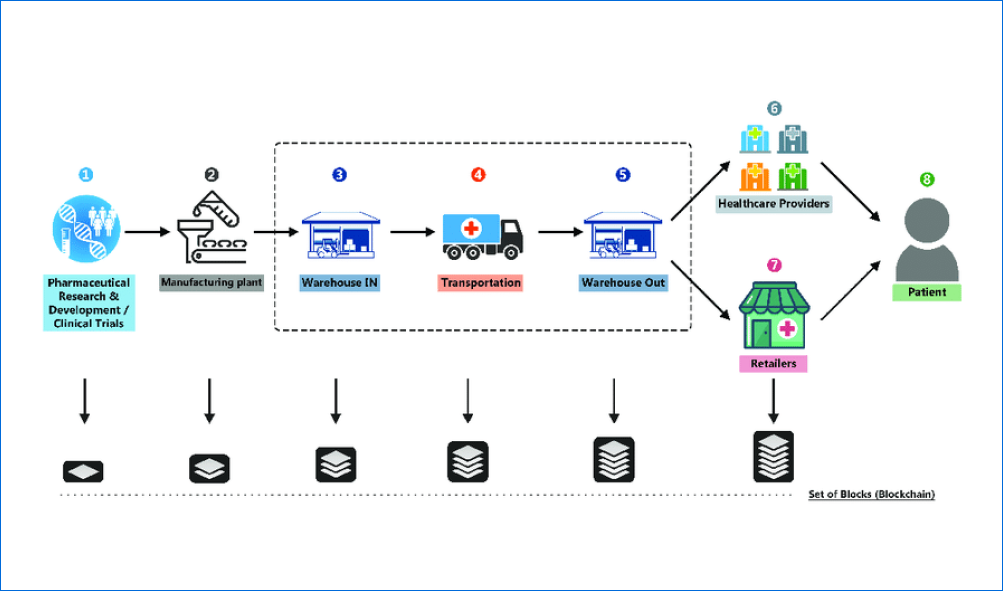 6
1
2
3
4
5
8
Healthcare Providers
7
Pharmaceutical
Research &
Development /
Clinical Trials
Manufacturing plant
Warehouse IN
Transportation
Warehouse Out
Patient
Retailers
Set of Blocks (Blockchain)